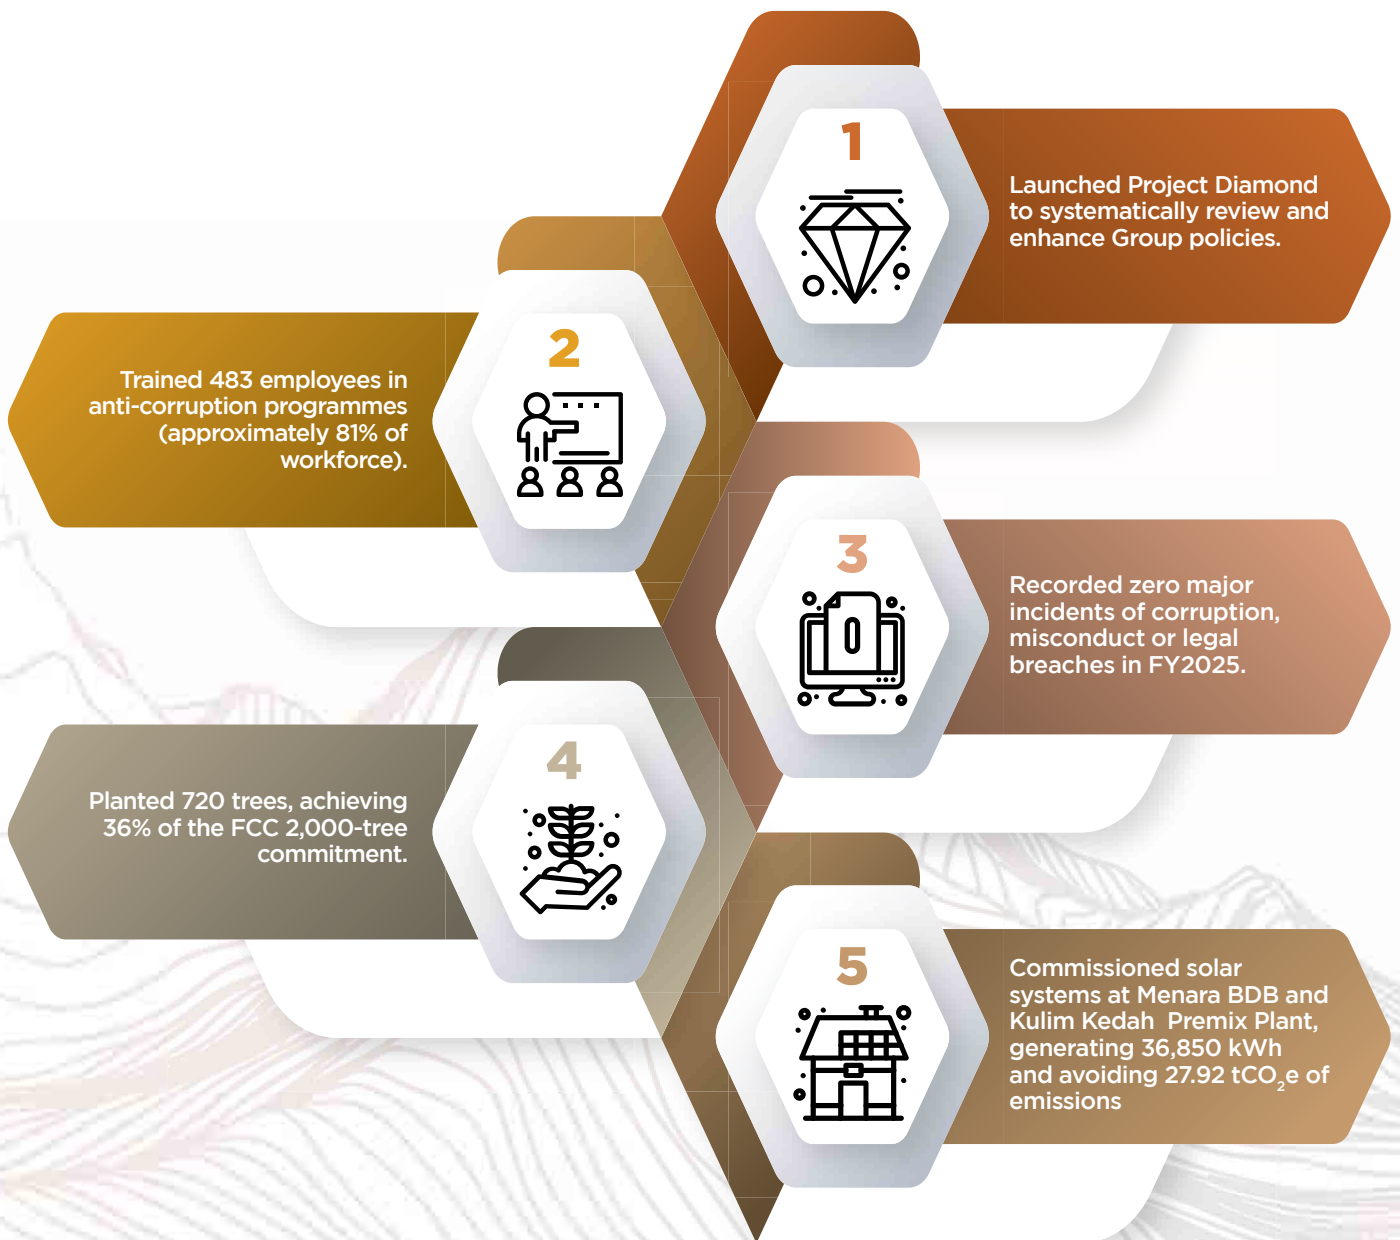 1
Launched Project Diamond
to systematically review and
enhance Group policies.
2
Trained 483 employees in
anti-corruption programmes
(approximately 81% of
workforce).
3
0
Recorded zero major
incidents of corruption,
misconduct or legal
breaches in FY2025.
4
Planted 720 trees, achieving
36% of the FCC 2,000-tree
commitment.
5
Commissioned solar
systems at Menara BDB and
Kulim Kedah Premix Plant,
generating 36,850 kWh
and avoiding 27.92 tCO₂e of
emissions